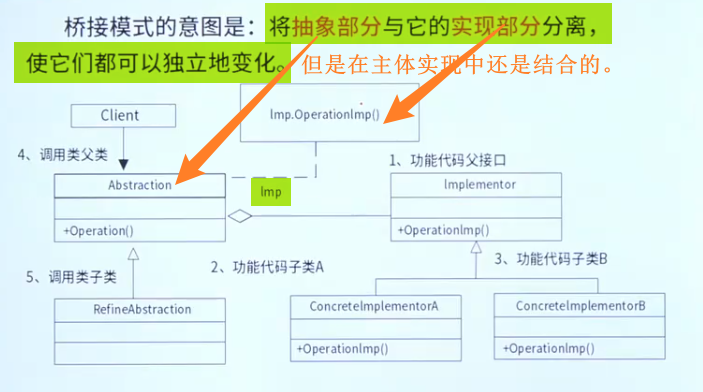 桥接模式的意图是：将抽象部分与它的实现部分分离，
使它们都可以独立地变化。但是在主体实现中还是结合的。
Client
Imp.OperationImp()
4、调用类父类
1、功能代码父接口
Abstraction
Imp
Implementor
+Operation()
+OperationImp()
5、调用类子类
2、功能代码子类A
3、功能代码子类B
RefineAbstraction
ConcreteImplementorA
ConcreteImplementorB
+OperationImp()
+OperationImp()